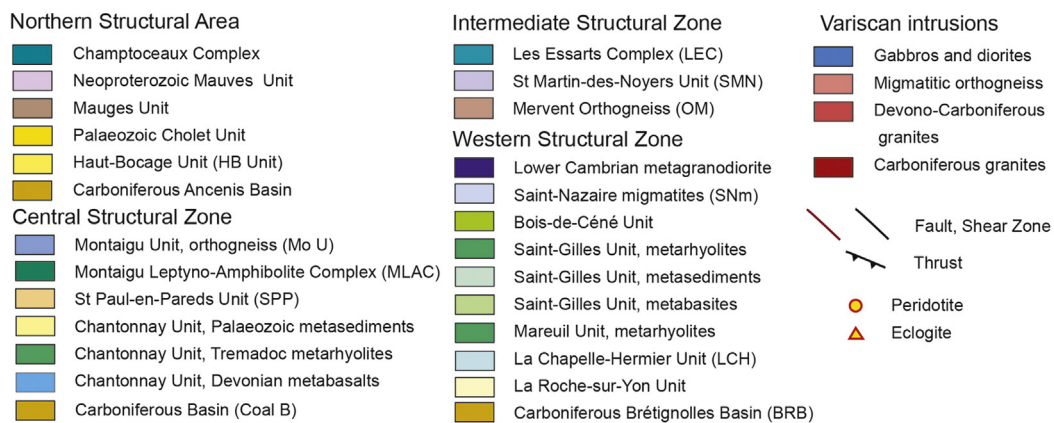 Northern Structural Area
Champtoceaux Complex
Neoproterozoic Mauves Unit
Mauges Unit
Palaeozoic Cholet Unit
Haut-Bocage Unit (HB Unit)
Carboniferous Ancenis Basin
Central Structural Zone
Montaigu Unit, orthogneiss (Mo U)
Montaigu Leptyno-Amphibolite Complex (MLAC)
St Paul-en-Pareds Unit (SPP)
Chantonnay Unit, Palaeozoic metasediments
Chantonnay Unit, Tremadoc metarhyolites
Chantonnay Unit, Devonian metabasalts
Carboniferous Basin (Coal B)
Intermediate Structural Zone
Les Essarts Complex (LEC)
St Martin-des-Noyers Unit (SMN)
Mervent Orthogneiss (OM)
Western Structural Zone
Lower Cambrian metagranodiorite
Saint-Nazaire migmatites (SNm)
Bois-de-Céné Unit
Saint-Gilles Unit, metarhyolites
Saint-Gilles Unit, metasediments
Saint-Gilles Unit, metabasites
Mareuil Unit, metarhyolites
La Chapelle-Hermier Unit (LCH)
La Roche-sur-Yon Unit
Carboniferous Brétignolles Basin (BRB)
Variscan intrusions
Gabbros and diorites
Migmatitic orthogneiss
Devono-Carboniferous
granites
Carboniferous granites
Fault, Shear Zone
Thrust
Peridotite
Eclogite